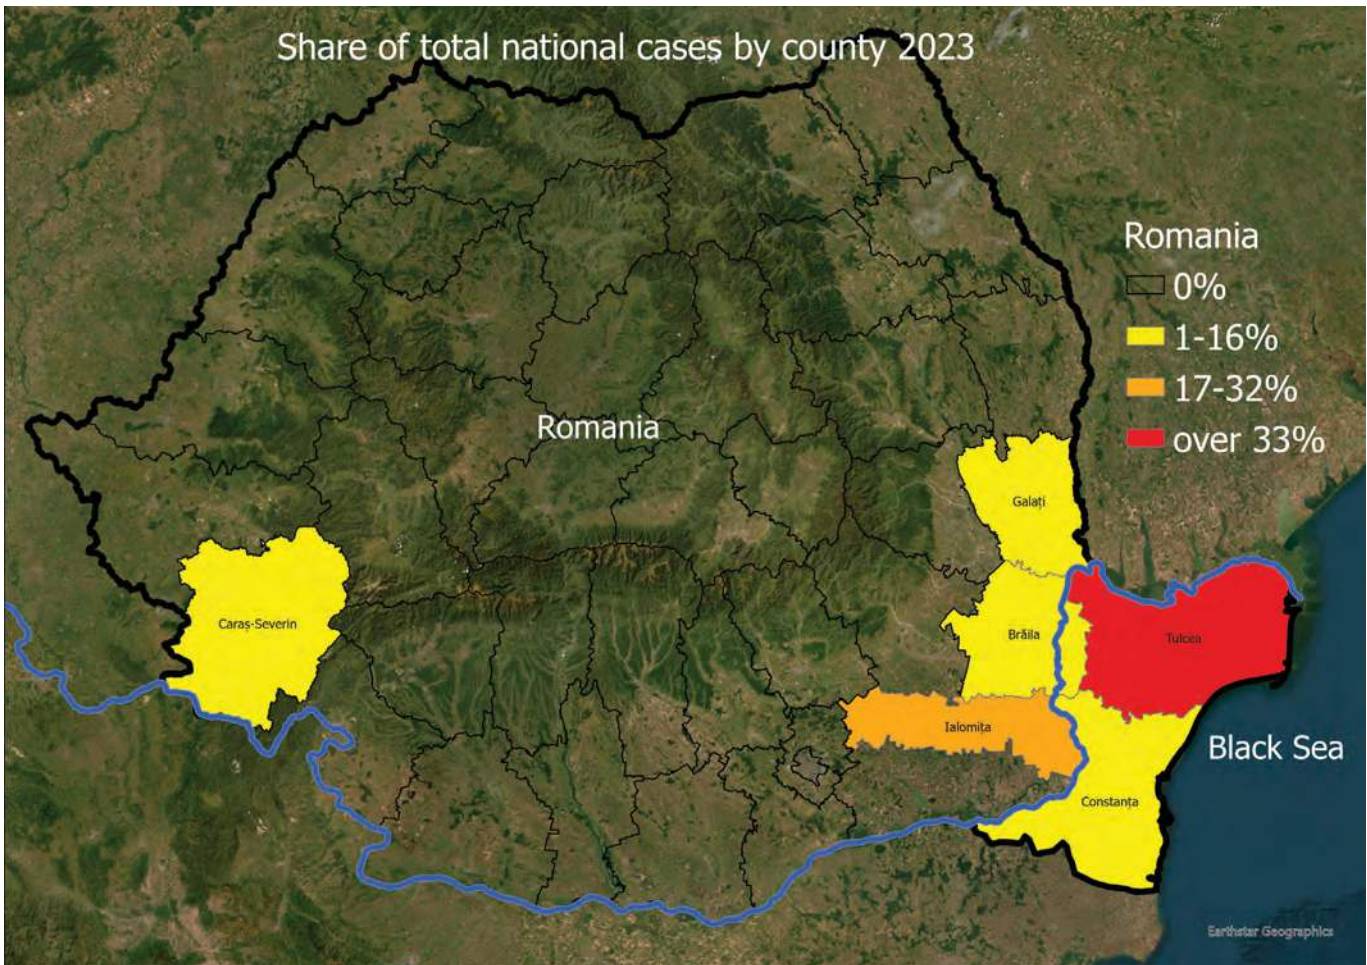 Share of total national cases by county 2023
Romania
0%
1-16%
17-32%
over 33%
Romania
Galați
Caraș-Severin
Brăila
Tulcea
Ialomița
Black Sea
Constanța
Earthstar Geographics